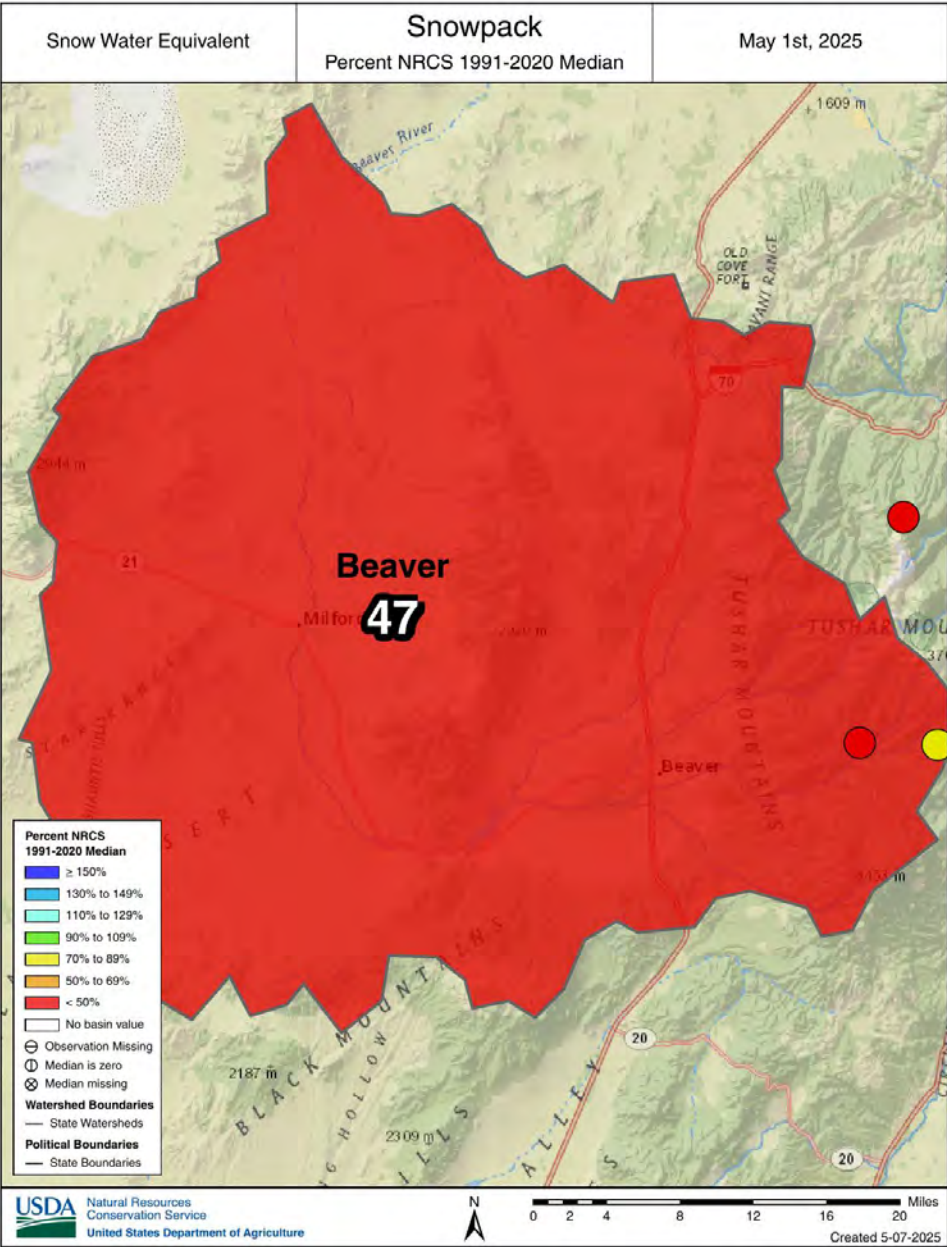 Snow Water Equivalent
Snowpack
Percent NRCS 1991-2020 Median
May 1st, 2025
1609 m
Beaver River
OLD
COVE
FORT
70
2944 m
21
Beaver
47
TUSHAR MOUNTAINS
TUSHAR MOU
Beaver
SERT
Percent NRCS
1991-2020 Median
≥ 150%
130% to 149%
110% to 129%
90% to 109%
70% to 89%
50% to 69%
< 50%
No basin value
Observation Missing
Median is zero
Median missing
Watershed Boundaries
State Watersheds
Political Boundaries
State Boundaries
BLACK MOUNTAINS
HOLLOW
2187 m
2309 m
ILLS
ALLEY
20
20
USDA
Natural Resources
Conservation Service
United States Department of Agriculture
N
Miles
0 2 4 8 12 16 20
Created 5-07-2025